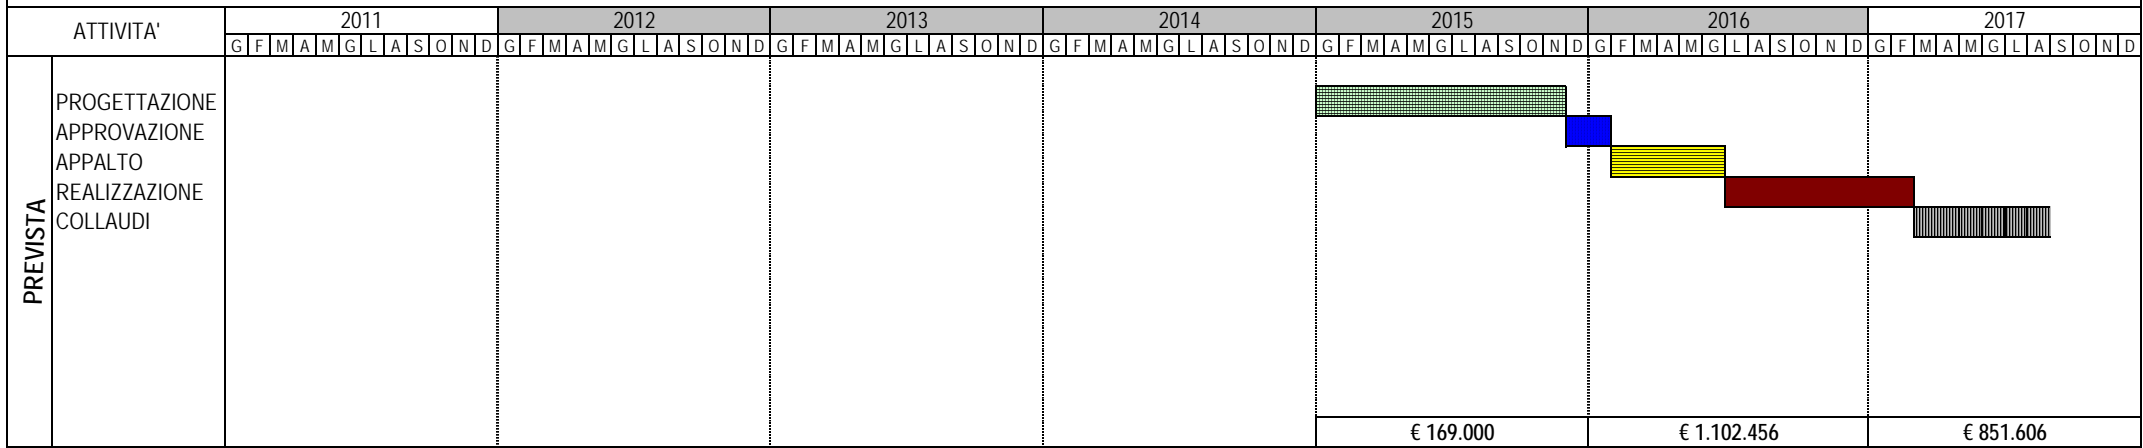 ATTIVITA' 2011 2012 2013 2014 2015 2016 2017
G F M A M G L A S O N D G F M A M G L A S O N D G F M A M G L A S O N D G F M A M G L A S O N D G F M A M G L A S O N D G F M A M G L A S O N D G F M A M G L A S O N D
PREVISTA
PROGETTAZIONE
APPROVAZIONE
APPALTO
REALIZZAZIONE
COLLAUDI
€ 169.000 € 1.102.456 € 851.606